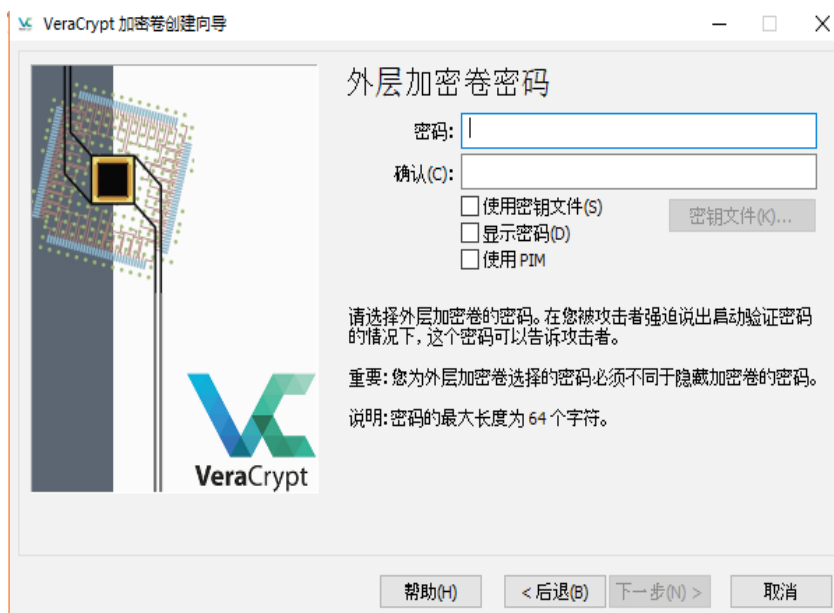 VeraCrypt 加密卷创建向导
外层加密卷密码
密码:
确认(C):
使用密钥文件(S)
密钥文件(K)...
显示密码(D)
使用 PIM
请选择外层加密卷的密码。在您被攻击者强迫说出启动验证密码
的情况下，这个密码可以告诉攻击者。
重要:您为外层加密卷选择的密码必须不同于隐藏加密卷的密码。
说明:密码的最大长度为 64 个字符。
VeraCrypt
帮助(H)
< 后退(B)
下一步(N) >
取消